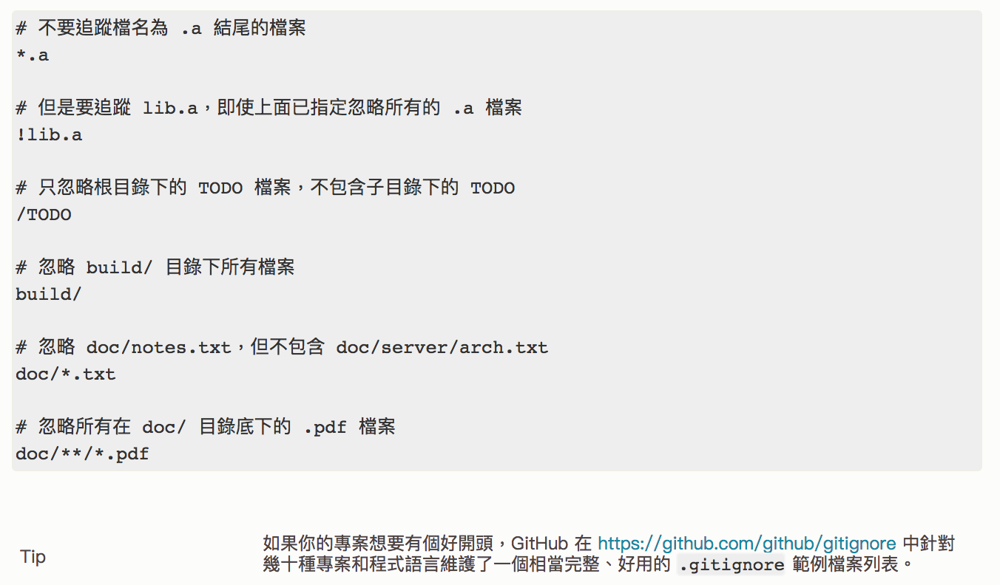 # 不要追蹤檔名為 .a 結尾的檔案
*.a
# 但是要追蹤 lib.a，即使上面已指定忽略所有的 .a 檔案
!lib.a
# 只忽略根目錄下的 TODO 檔案，不包含子目錄下的 TODO
/TODO
# 忽略 build/ 目錄下所有檔案
build/
# 忽略 doc/notes.txt，但不包含 doc/server/arch.txt
doc/*.txt
# 忽略所有在 doc/ 目錄底下的 .pdf 檔案
doc/**/*.pdf
Tip
如果你的專案想要有個好開頭，GitHub 在 https://github.com/github/gitignore 中針對
幾十種專案和程式語言維護了一個相當完整、好用的 .gitignore 範例檔案列表。